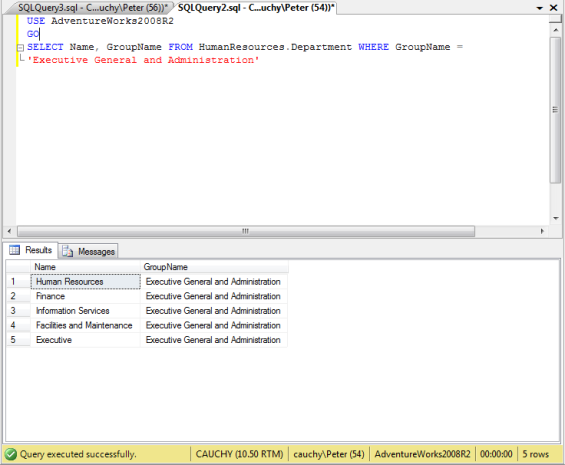 SQLQuery3.sql - C...uchy\Peter (56))* SQLQuery2.sql - C...uchy\Peter (54))*
USE AdventureWorks2008R2
GO
SELECT Name, GroupName FROM HumanResources.Department WHERE GroupName =
'Executive General and Administration'
Results Messages
Name GroupName
1 Human Resources Executive General and Administration
2 Finance Executive General and Administration
3 Information Services Executive General and Administration
4 Facilities and Maintenance Executive General and Administration
5 Executive Executive General and Administration
Query executed successfully. CAUCHY (10.50 RTM) cauchy\Peter (54) AdventureWorks2008R2 00:00:00 5 rows